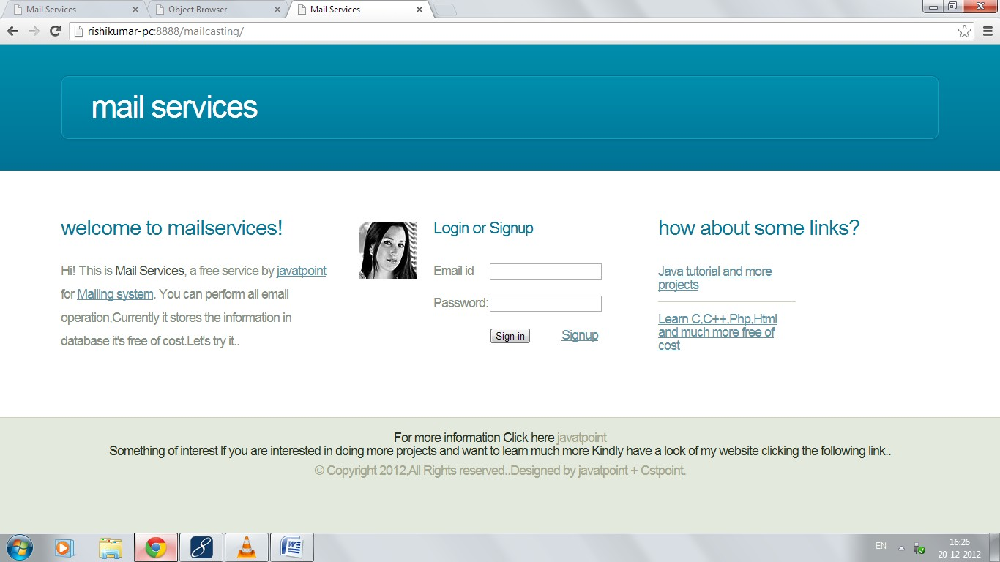 Mail Services
Object Browser
Mail Services
rishikumar-pc:8888/mailcasting/
mail services
welcome to mailservices!
Hi! This is Mail Services, a free service by javatpoint
for Mailing system. You can perform all email
operation,Currently it stores the information in
database it's free of cost.Let's try it..
Login or Signup
Email id
Password:
Sign in
Signup
how about some links?
Java tutorial and more
projects
Learn C,C++,Php,Html
and much more free of
cost
For more information Click here javatpoint
Something of interest If you are interested in doing more projects and want to learn much more Kindly have a look of my website clicking the following link..
© Copyright 2012,All Rights reserved..Designed by javatpoint + Cstpoint.
EN
16:26
20-12-2012